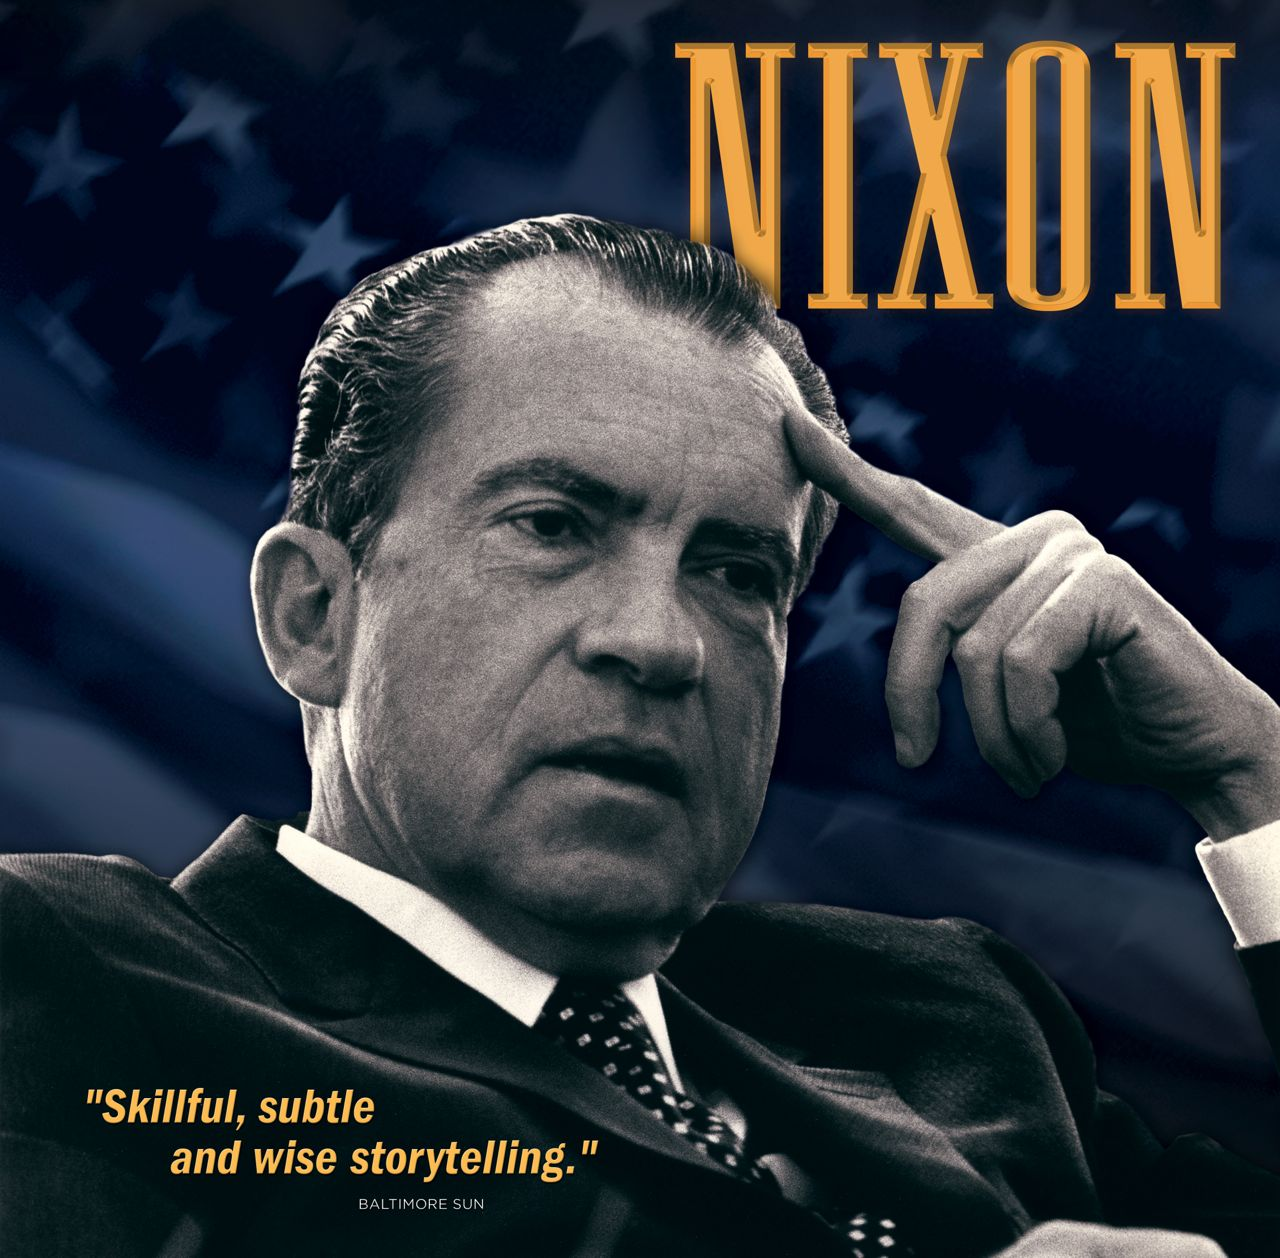 NIXON
"Skillful, subtle
and wise storytelling."
BALTIMORE SUN